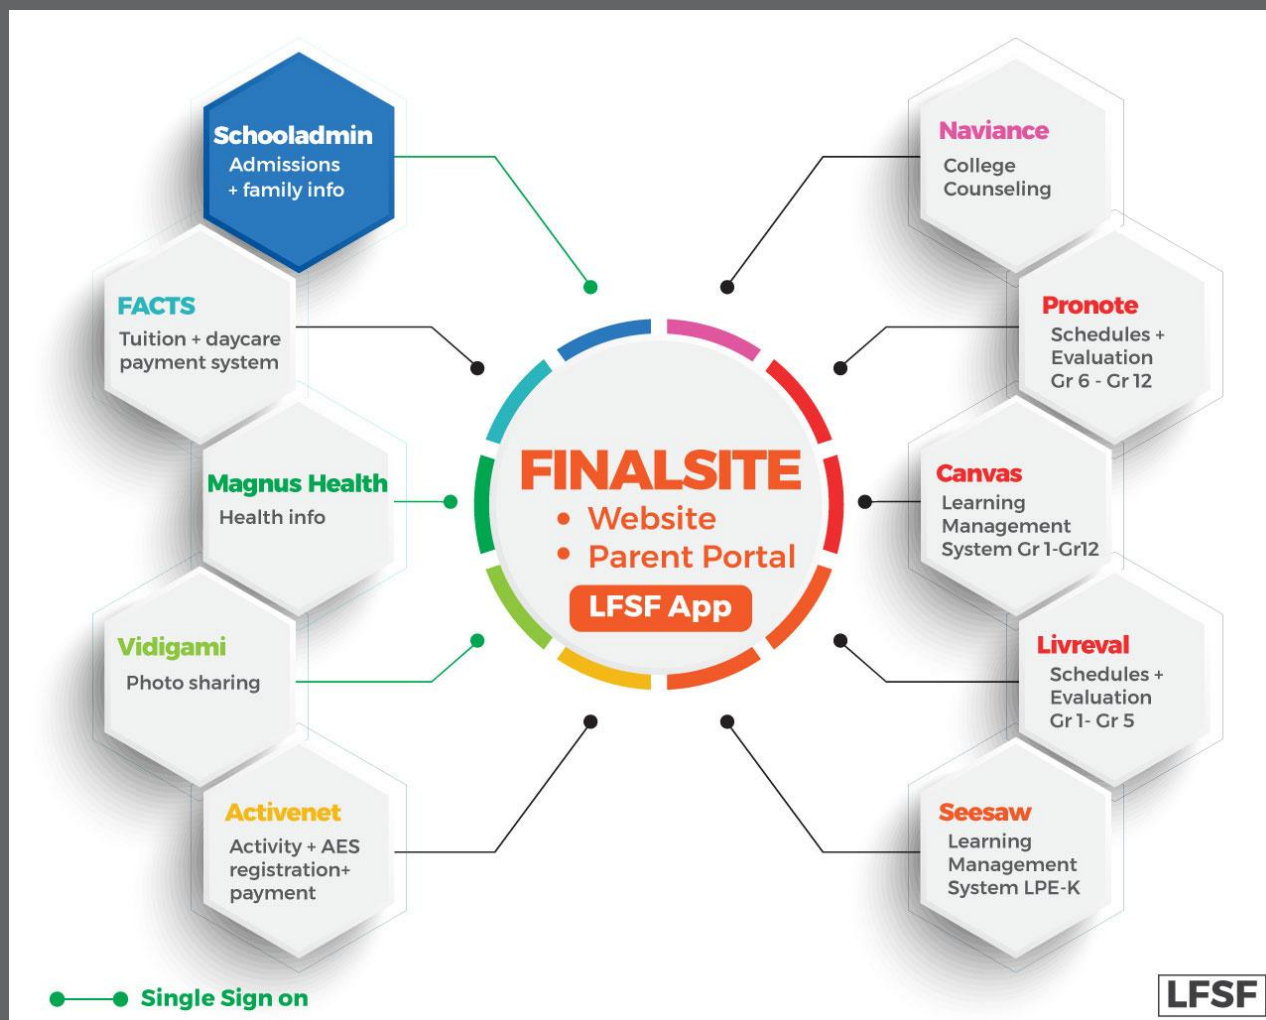 Schooladmin
Admissions
+ family info
FACTS
Tuition + daycare
payment system
Magnus Health
Health info
Vidigami
Photo sharing
Activenet
Activity + AES
registration+
payment
FINALSITE
• Website
• Parent Portal
LFSF App
Naviance
College
Counseling
Pronote
Schedules +
Evaluation
Gr 6 - Gr 12
Canvas
Learning
Management
System Gr 1-Gr12
Livreval
Schedules +
Evaluation
Gr 1- Gr 5
Seesaw
Learning
Management
System LPE-K
Single Sign on
LFSF